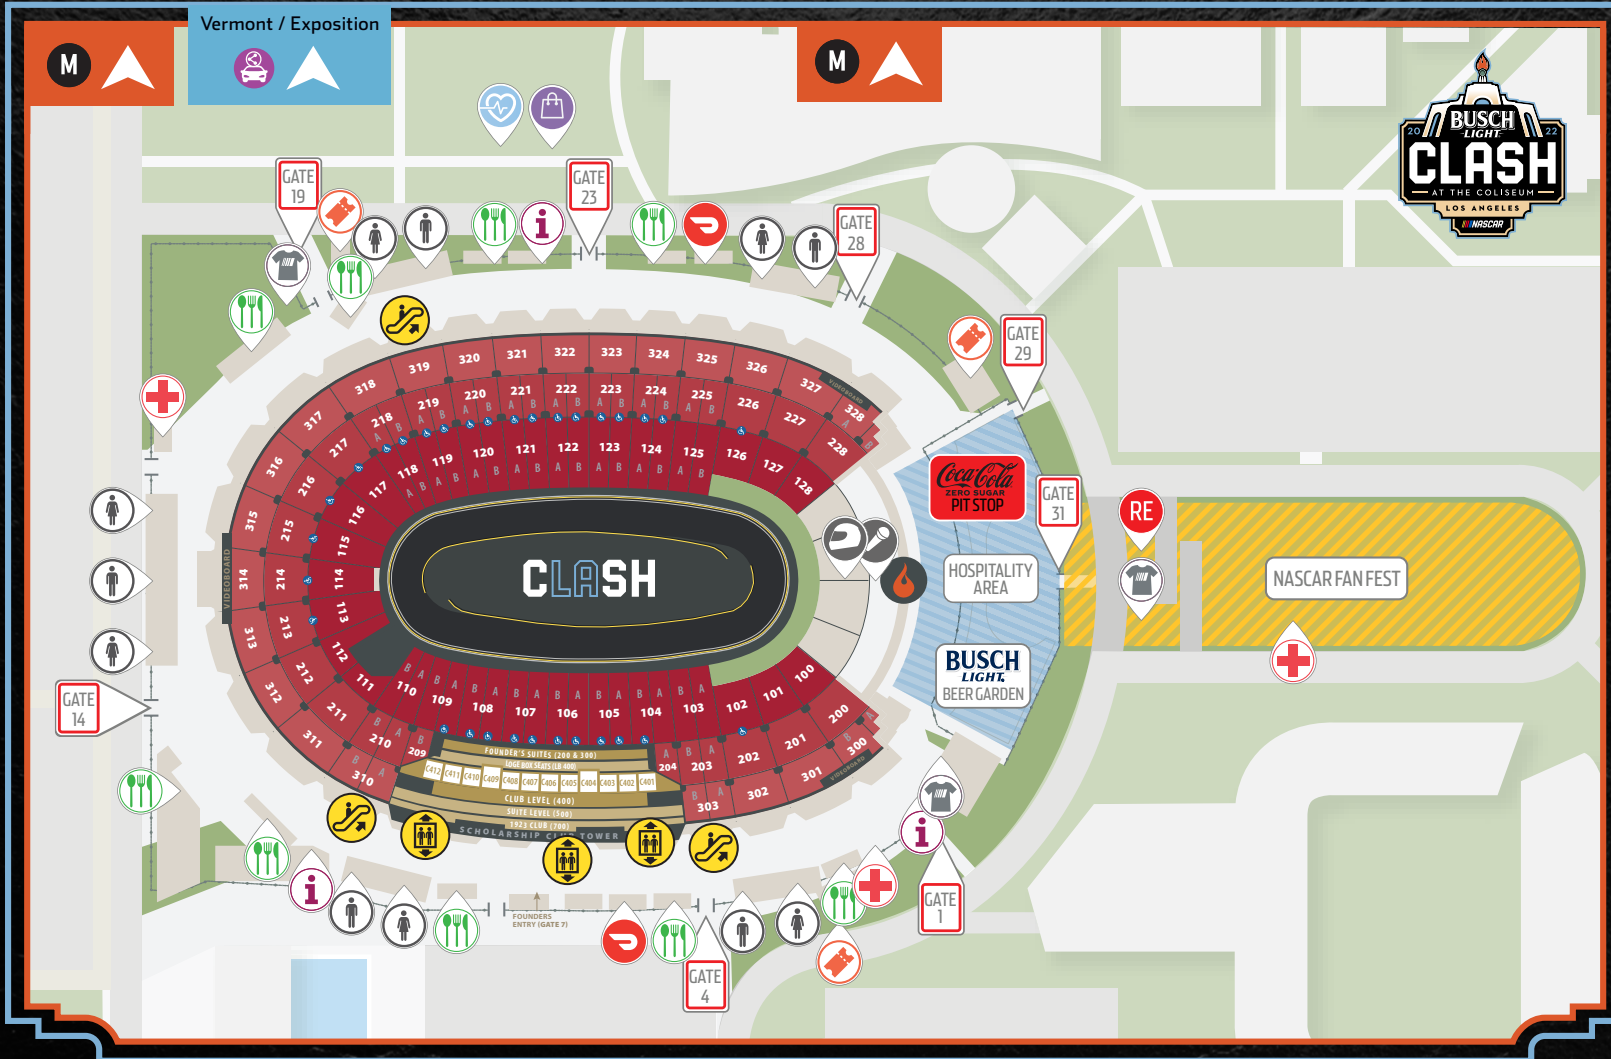 Vermont / Exposition
M
M
BUSCH
LIGHT
20 22
CLASH
AT THE COLISEUM
LOS ANGELES
NASCAR
GATE
19
GATE
23
GATE
28
GATE
29
GATE
31
GATE
14
GATE
1
GATE
4
i
i
i
RE
Coca-Cola
ZERO SUGAR
PIT STOP
HOSPITALITY
AREA
BUSCH
LIGHT.
BEER GARDEN
NASCAR FAN FEST
CLASH
VIDEOBOARD
VIDEOBOARD
VIDEOBOARD
310 311 312 313 314 315 316 317 318 319 320 321 322 323 324 325 326 327 328
209 210 211 212 213 214 215 216 217 218 219 220 221 222 223 224 225 226 227 228
100 101 102 103 104 105 106 107 108 109 110 111 112 113 114 115 116 117 118 119 120 121 122 123 124 125 126 127 128
200 201 202 203 204
300 301 302 303
A B A B A B A B A B A B A B A B
FOUNDER'S SUITES (200 & 300)
LOGE BOX SEATS (LB 400)
C412 C411 C410 C409 C408 C407 C406 C405 C404 C403 C402 C401
CLUB LEVEL (400)
SUITE LEVEL (500)
1923 CLUB (700)
SCHOLARSHIP CLUB TOWER
FOUNDERS
ENTRY (GATE 7)